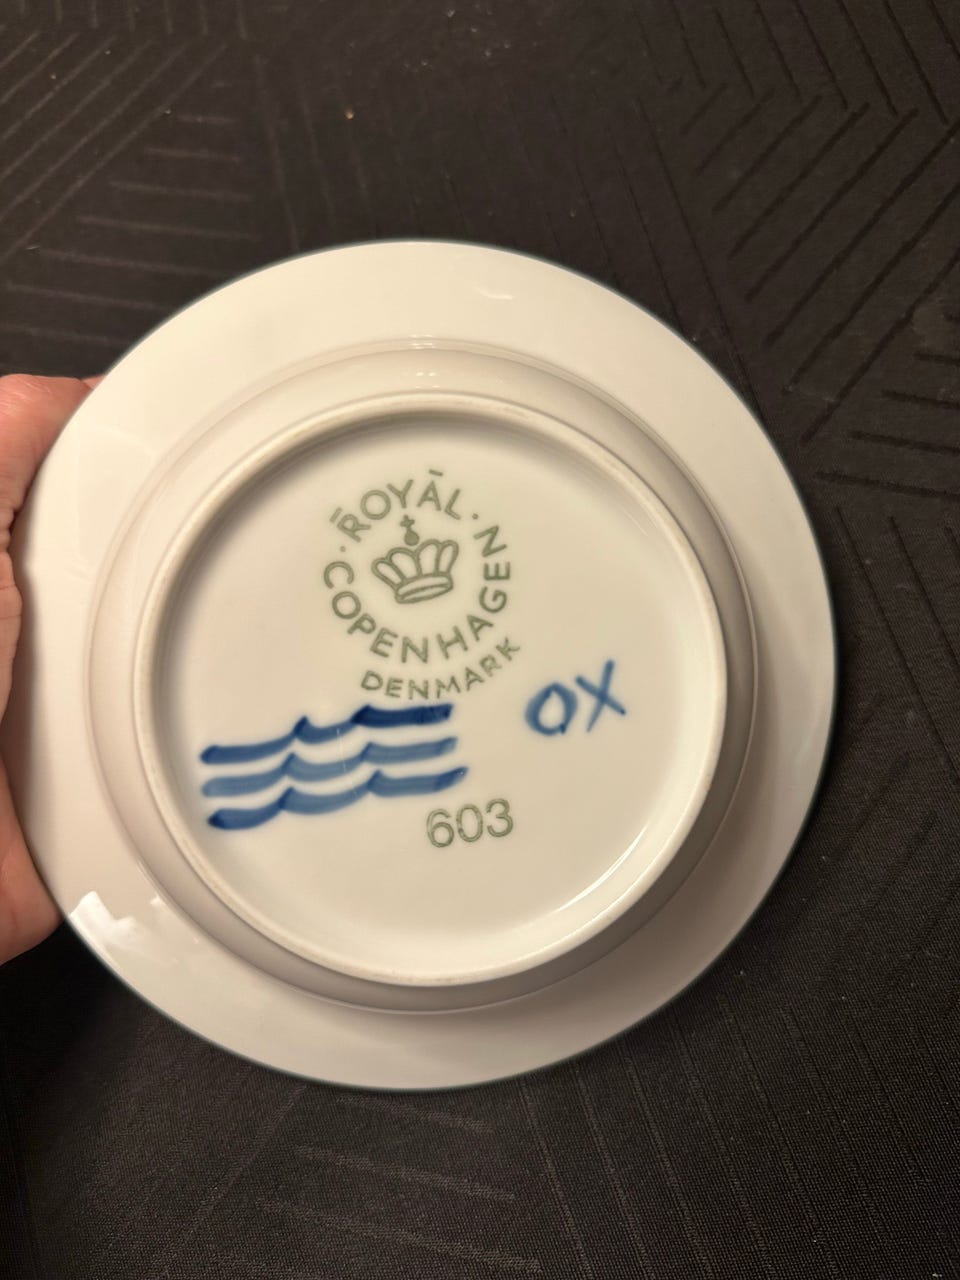 ROYAL
COPENHAGEN
DENMARK
OX
603